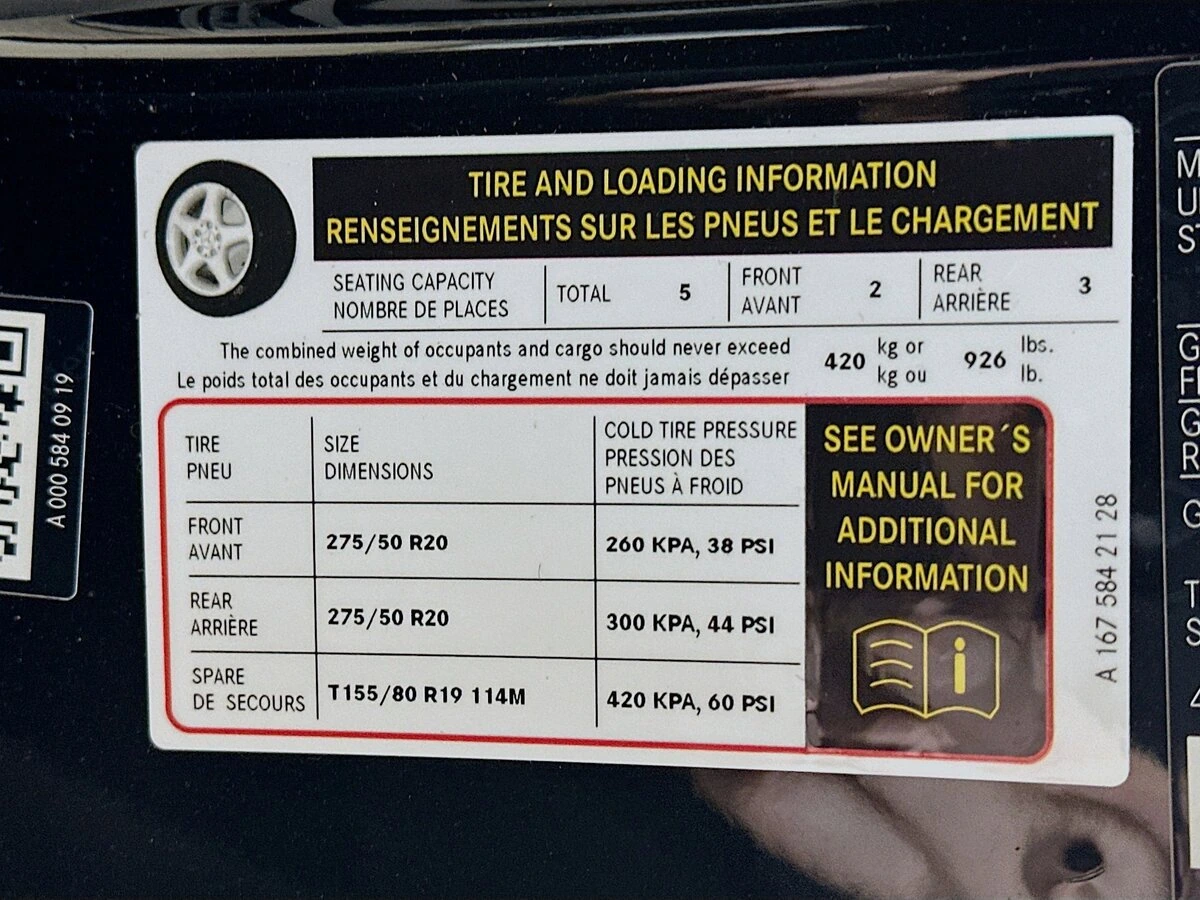 TIRE AND LOADING INFORMATION
RENSEIGNEMENTS SUR LES PNEUS ET LE CHARGEMENT
SEATING CAPACITY
NOMBRE DE PLACES
TOTAL 5
FRONT
AVANT
2
REAR
ARRIÈRE
3
The combined weight of occupants and cargo should never exceed
Le poids total des occupants et du chargement ne doit jamais dépasser
420
kg or
kg ou
926
lbs.
lb.
TIRE
PNEU
SIZE
DIMENSIONS
COLD TIRE PRESSURE
PRESSION DES
PNEUS À FROID
FRONT
AVANT
275/50 R20
260 KPA, 38 PSI
REAR
ARRIÈRE
275/50 R20
300 KPA, 44 PSI
SPARE
DE SECOURS
T155/80 R19 114M
420 KPA, 60 PSI
SEE OWNER´S
MANUAL FOR
ADDITIONAL
INFORMATION
A 167 584 21 28
A 000 584 09 19